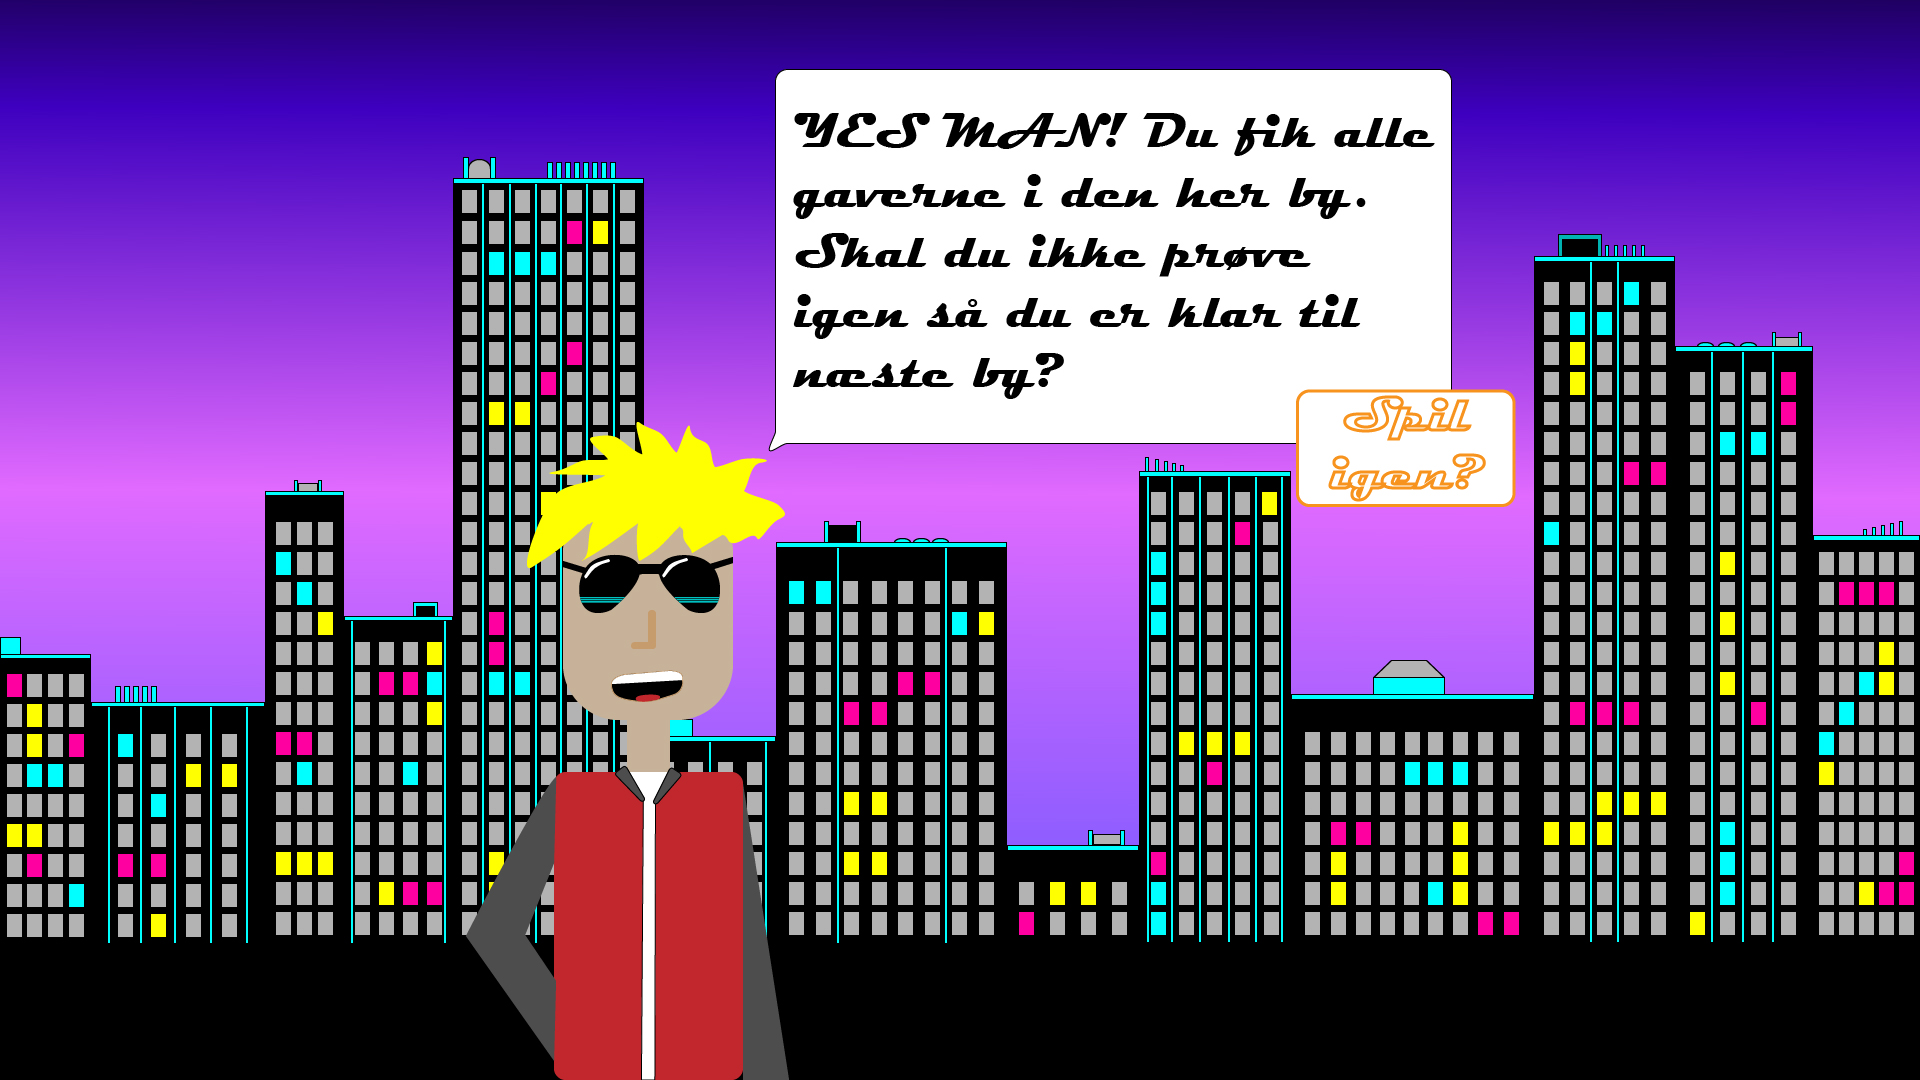 YES MAN! Du fik alle
gaverne i den her by.
Skal du ikke prøve
igen så du er klar til
næste by?
Spil
igen?